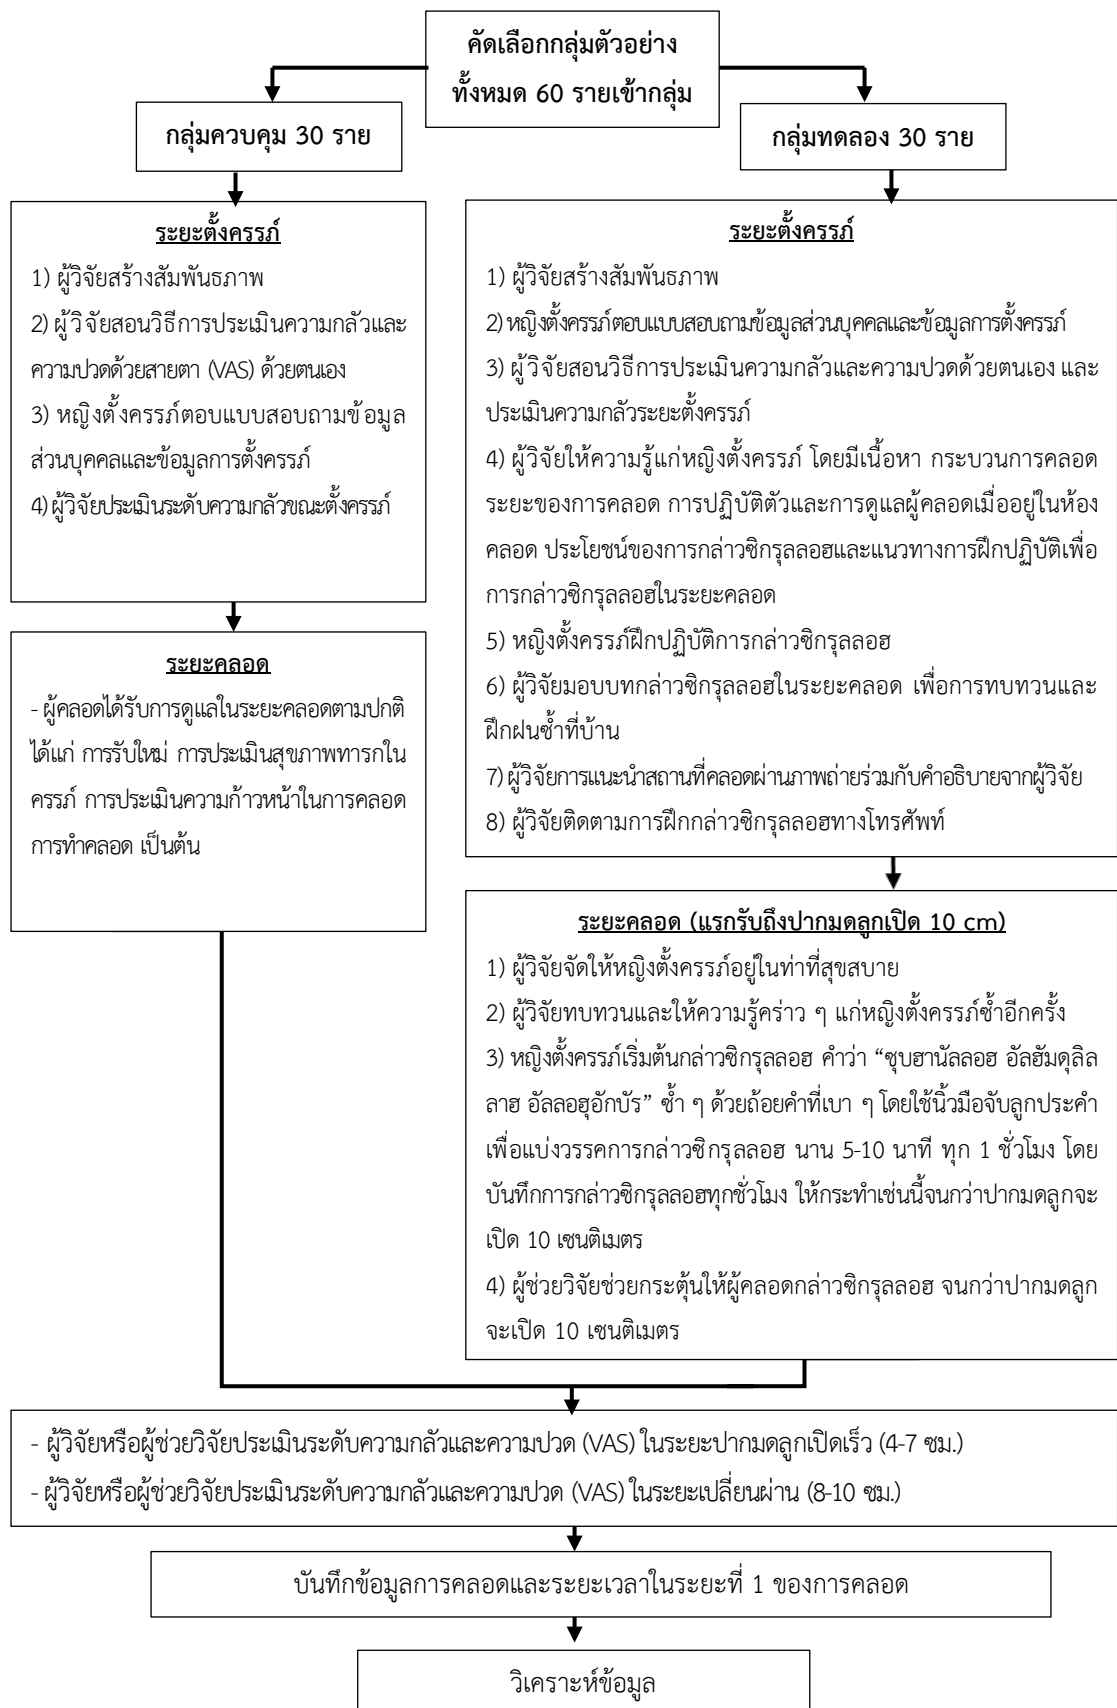 คัดเลือกกลุ่มตัวอย่าง
ทั้งหมด 60 รายเข้ากลุ่ม
กลุ่มควบคุม 30 ราย
กลุ่มทดลอง 30 ราย
ระยะตั้งครรภ์
1) ผู้วิจัยสร้างสัมพันธภาพ
2) ผู้วิจัยสอนวิธีการประเมินความกลัวและ
ความปวดด้วยสายตา (VAS) ด้วยตนเอง
3) หญิงตั้งครรภ์ตอบแบบสอบถามข้อมูล
ส่วนบุคคลและข้อมูลการตั้งครรภ์
4) ผู้วิจัยประเมินระดับความกลัวขณะตั้งครรภ์
ระยะคลอด
- ผู้คลอดได้รับการดูแลในระยะคลอดตามปกติ
ได้แก่ การรับใหม่ การประเมินสุขภาพทารกใน
ครรภ์ การประเมินความก้าวหน้าในการคลอด
การทำคลอด เป็นต้น
ระยะตั้งครรภ์
1) ผู้วิจัยสร้างสัมพันธภาพ
2) หญิงตั้งครรภ์ตอบแบบสอบถามข้อมูลส่วนบุคคลและข้อมูลการตั้งครรภ์
3) ผู้วิจัยสอนวิธีการประเมินความกลัวและความปวดด้วยตนเอง และ
ประเมินความกลัวระยะตั้งครรภ์
4) ผู้วิจัยให้ความรู้แก่หญิงตั้งครรภ์ โดยมีเนื้อหา กระบวนการคลอด
ระยะของการคลอด การปฏิบัติตัวและการดูแลผู้คลอดเมื่ออยู่ในห้อง
คลอด ประโยชน์ของการกล่าวซิกรุลลอฮและแนวทางการฝึกปฏิบัติเพื่อ
การกล่าวซิกรุลลอฮในระยะคลอด
5) หญิงตั้งครรภ์ฝึกปฏิบัติการกล่าวซิกรุลลอฮ
6) ผู้วิจัยมอบบทกล่าวซิกรุลลอฮในระยะคลอด เพื่อการทบทวนและ
ฝึกฝนซ้ำที่บ้าน
7) ผู้วิจัยการแนะนำสถานที่คลอดผ่านภาพถ่ายร่วมกับคำอธิบายจากผู้วิจัย
8) ผู้วิจัยติดตามการฝึกกล่าวซิกรุลลอฮทางโทรศัพท์
ระยะคลอด (แรกรับถึงปากมดลูกเปิด 10 cm)
1) ผู้วิจัยจัดให้หญิงตั้งครรภ์อยู่ในท่าที่สุขสบาย
2) ผู้วิจัยทบทวนและให้ความรู้คร่าว ๆ แก่หญิงตั้งครรภ์ซ้ำอีกครั้ง
3) หญิงตั้งครรภ์เริ่มต้นกล่าวซิกรุลลอฮ คำว่า “ซุบฮานัลลอฮ อัลฮัมดุลิล
ลาฮ อัลลอฮุอักบัร” ซ้ำ ๆ ด้วยถ้อยคำที่เบา ๆ โดยใช้นิ้วมือจับลูกประคำ
เพื่อแบ่งวรรคการกล่าวซิกรุลลอฮ นาน 5-10 นาที ทุก 1 ชั่วโมง โดย
บันทึกการกล่าวซิกรุลลอฮทุกชั่วโมง ให้กระทำเช่นนี้จนกว่าปากมดลูกจะ
เปิด 10 เซนติเมตร
4) ผู้ช่วยวิจัยช่วยกระตุ้นให้ผู้คลอดกล่าวซิกรุลลอฮ จนกว่าปากมดลูก
จะเปิด 10 เซนติเมตร
- ผู้วิจัยหรือผู้ช่วยวิจัยประเมินระดับความกลัวและความปวด (VAS) ในระยะปากมดลูกเปิดเร็ว (4-7 ซม.)
- ผู้วิจัยหรือผู้ช่วยวิจัยประเมินระดับความกลัวและความปวด (VAS) ในระยะเปลี่ยนผ่าน (8-10 ซม.)
บันทึกข้อมูลการคลอดและระยะเวลาในระยะที่ 1 ของการคลอด
วิเคราะห์ข้อมูล